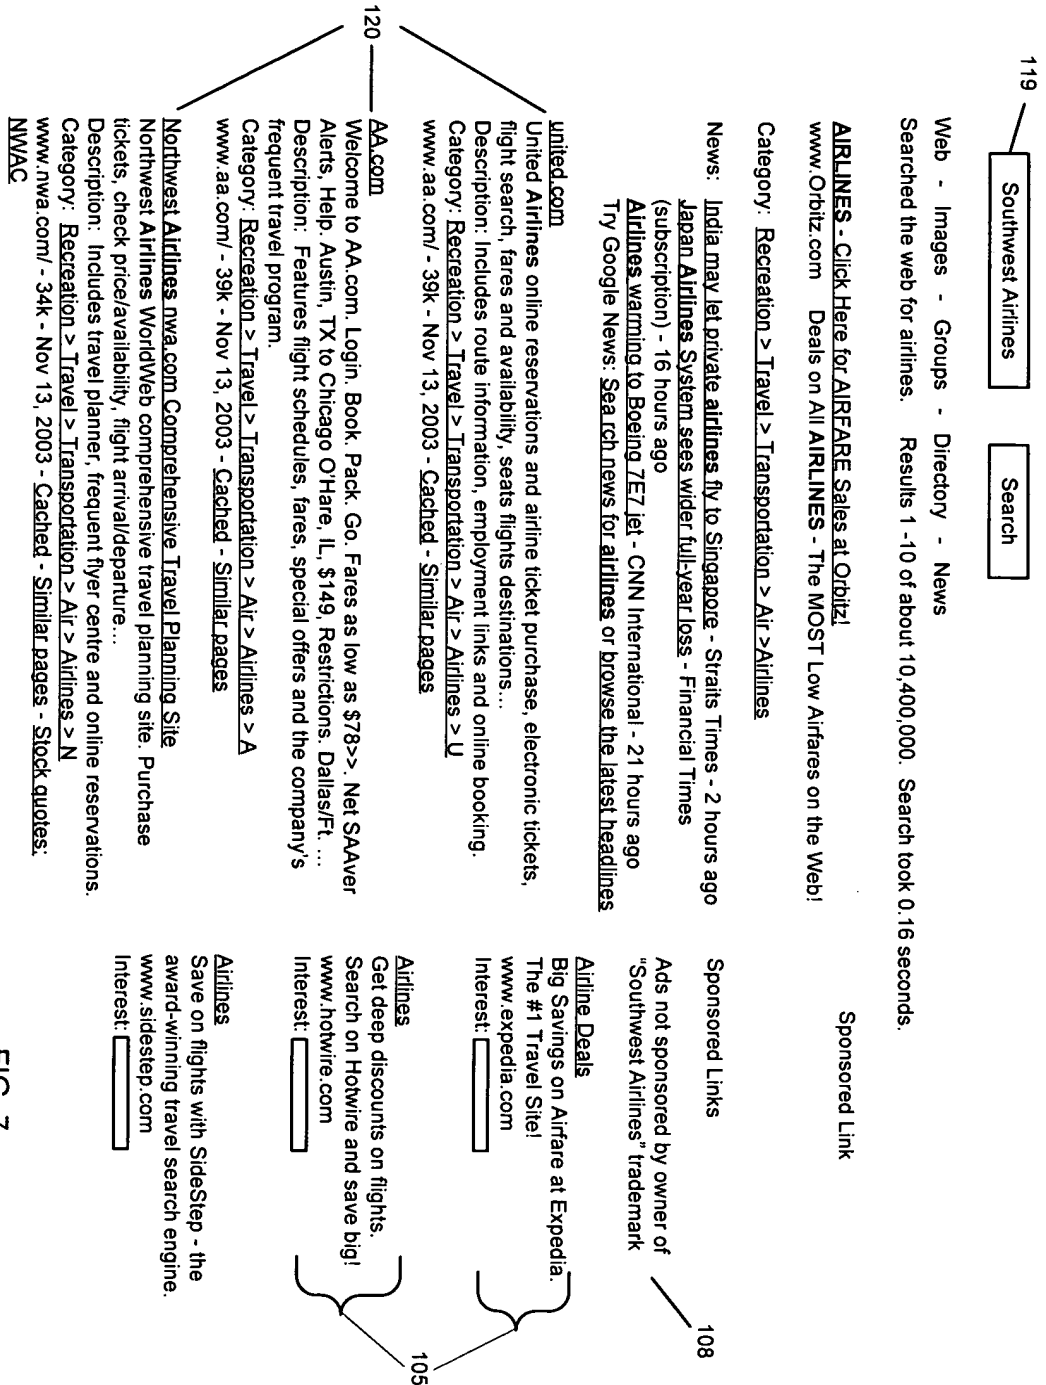 119
Southwest Airlines
Search
Web - Images - Groups - Directory - News
Searched the web for airlines. Results 1 -10 of about 10,400,000. Search took 0.16 seconds.
AIRLINES - Click Here for AIRFARE Sales at Orbitz!
www.Orbitz.com Deals on All AIRLINES - The MOST Low Airfares on the Web!
Sponsored Link
Category: Recreation > Travel > Transportation > Air >Airlines
News: India may let private airlines fly to Singapore - Straits Times - 2 hours ago
Japan Airlines System sees wider full-year loss - Financial Times
(subscription) - 16 hours ago
Airlines warming to Boeing 7E7 jet - CNN International - 21 hours ago
Try Google News: Sea rch news for airlines or browse the latest headlines
120
united.com
United Airlines online reservations and airline ticket purchase, electronic tickets,
flight search, fares and availability, seats flights destinations...
Description: Includes route information, employment links and online booking.
Category: Recreation > Travel > Transportation > Air > Airlines > U
www.aa.com/ - 39k - Nov 13, 2003 - Cached - Similar pages
AA.com
Welcome to AA.com. Login. Book. Pack. Go. Fares as low as $78>>. Net SAAver
Alerts, Help. Austin, TX to Chicago O'Hare, IL, $149, Restrictions. Dallas/Ft. ...
Description: Features flight schedules, fares, special offers and the company's
frequent travel program.
Category: Recreation > Travel > Transportation > Air > Airlines > A
www.aa.com/ - 39k - Nov 13, 2003 - Cached - Similar pages
Northwest Airlines nwa.com Comprehensive Travel Planning Site
Northwest Airlines WorldWeb comprehensive travel planning site. Purchase
tickets, check price/availability, flight arrival/departure...
Description: Includes travel planner, frequent flyer centre and online reservations.
Category: Recreation > Travel > Transportation > Air > Airlines > N
www.nwa.com/ - 34k - Nov 13, 2003 - Cached - Similar pages - Stock quotes:
NWAC
Sponsored Links
Ads not sponsored by owner of
"Southwest Airlines" trademark
108
Airline Deals
Big Savings on Airfare at Expedia.
The #1 Travel Site!
www.expedia.com
Interest:
Airlines
Get deep discounts on flights.
Search on Hotwire and save big!
www.hotwire.com
Interest:
105
Airlines
Save on flights with SideStep - the
award-winning travel search engine.
www.sidestep.com
Interest: